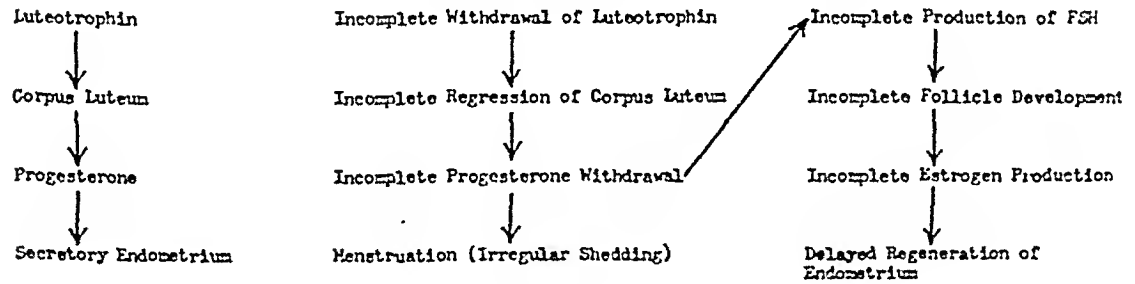 Luteotrophin
Corpus Luteum
Progesterone
Secretory Endometrium
Incomplete Withdrawal of Luteotrophin
Incomplete Regression of Corpus Luteum
Incomplete Progesterone Withdrawal
Menstruation (Irregular Shedding)
Incomplete Production of FSH
Incomplete Follicle Development
Incomplete Estrogen Production
Delayed Regeneration of
Endometrium